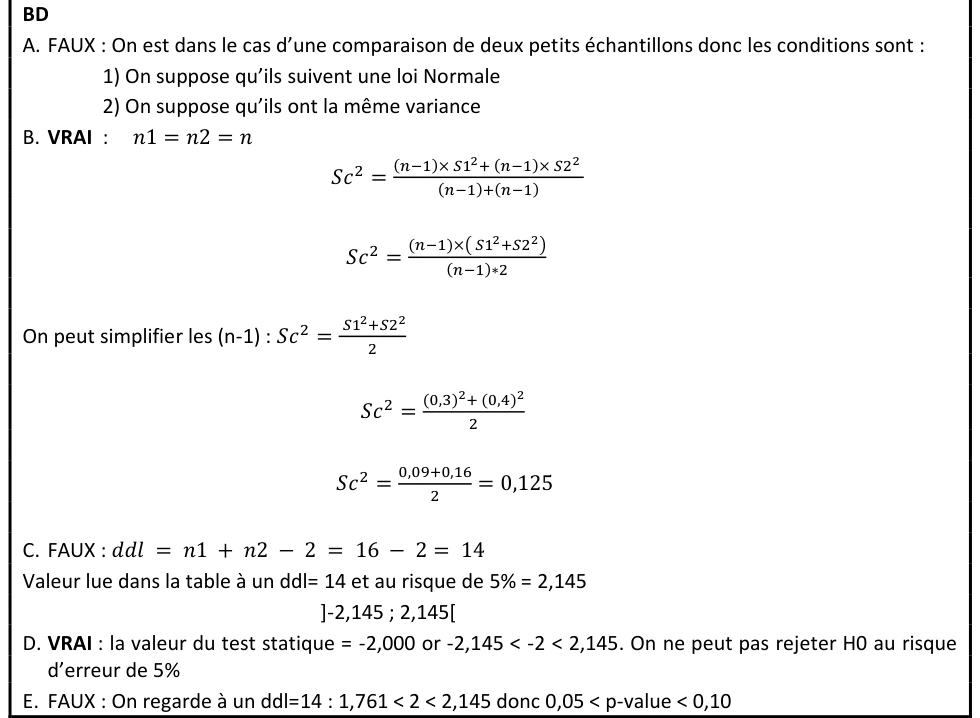 BD
A. FAUX : On est dans le cas d’une comparaison de deux petits échantillons donc les conditions sont :
1) On suppose qu’ils suivent une loi Normale
2) On suppose qu’ils ont la même variance
B. VRAI : n1 = n2 = n
Sc² = ((n−1)× S1²+ (n−1)× S2²)/((n−1)+(n−1))
Sc² = ((n−1)×( S1²+S2²))/((n−1)*2)
On peut simplifier les (n-1) : Sc² = (S1²+S2²)/2
Sc² = ((0,3)²+ (0,4)²)/2
Sc² = (0,09+0,16)/2 = 0,125
C. FAUX : ddl = n1 + n2 − 2 = 16 − 2 = 14
Valeur lue dans la table à un ddl= 14 et au risque de 5% = 2,145
]-2,145 ; 2,145[
D. VRAI : la valeur du test statique = -2,000 or -2,145 < -2 < 2,145. On ne peut pas rejeter H0 au risque
d’erreur de 5%
E. FAUX : On regarde à un ddl=14 : 1,761 < 2 < 2,145 donc 0,05 < p-value < 0,10